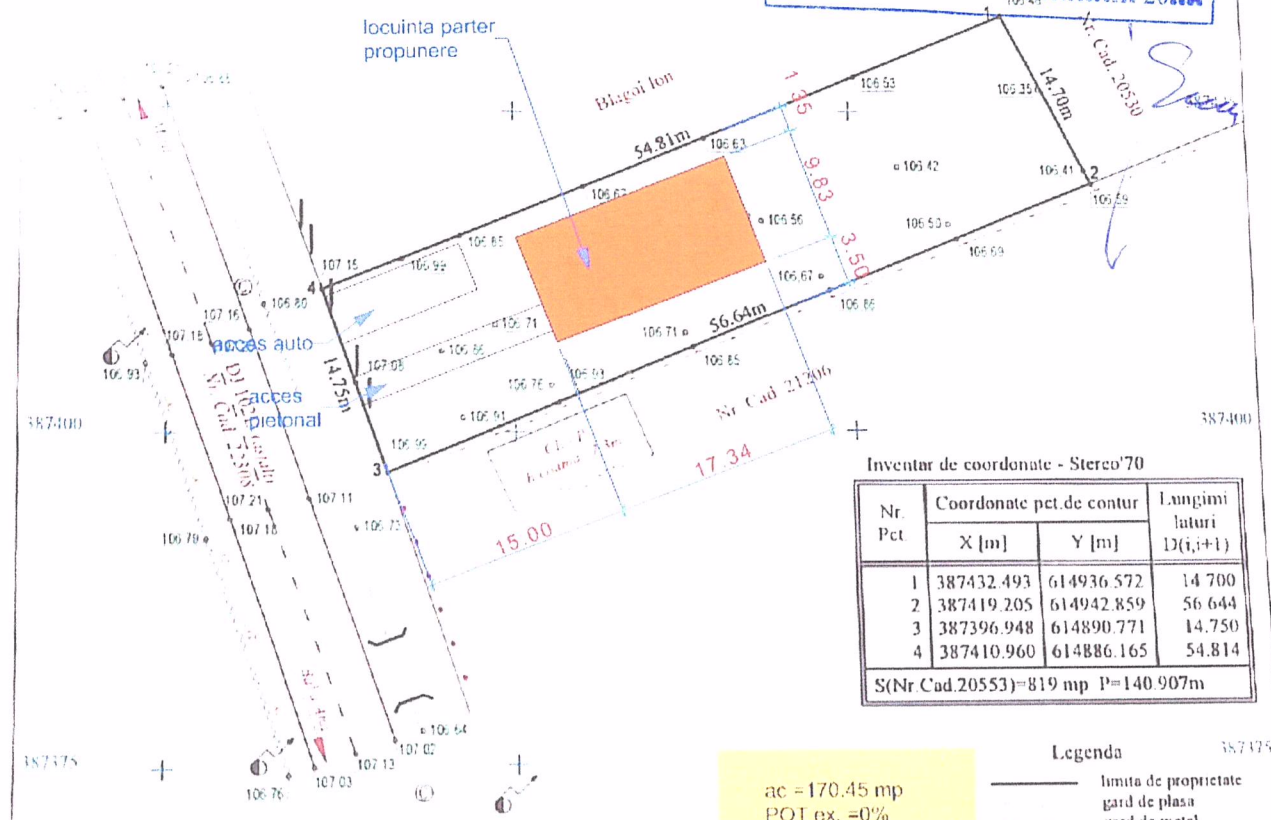 locuinta parter
propunere
Blagoi Ion
1
Nr. Cad. 20530
106.53
1.35
106.35
14.70m
54.81m
106.63
9.83
106.42
106.41
2
106.59
106.56
106.50
106.69
3.50
106.67
106.86
107.15
106.99
106.85
4
106.80
107.16
107.18
106.71
106.71
56.64m
106.85
acces auto
106.86
106.93
14.75m
107.08
106.76
106.93
Nr. Cad. 21206
acces
pietonal
106.91
387400
387400
106.99
3
17.34
107.21
107.18
107.11
106.73
106.79
15.00
Inventar de coordonate - Stereo'70
Nr. Pct. Coordonate pct.de contur Lungimi laturi D(i,i+1)
X [m] Y [m]
1 387432.493 614936.572 14.700
2 387419.205 614942.859 56.644
3 387396.948 614890.771 14.750
4 387410.960 614886.165 54.814
S(Nr.Cad.20553)=819 mp P=140.907m
106.64
107.02
107.13
107.03
106.76
387375
387375
Legenda
limita de proprietate
gard de plasa
gard de metal
ac =170.45 mp
POT ex. =0%